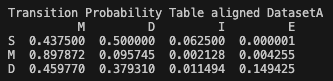 Transition Probability Table aligned DatasetA
M D I E
S 0.437500 0.500000 0.062500 0.000001
M 0.897872 0.095745 0.002128 0.004255
D 0.459770 0.379310 0.011494 0.149425